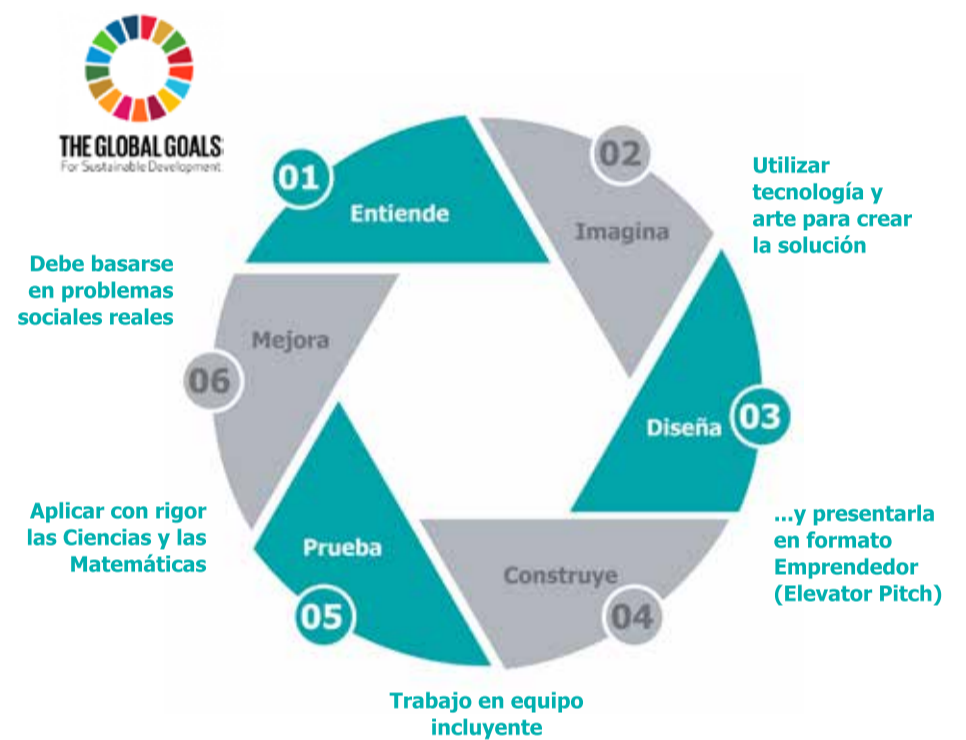 THE GLOBAL GOALS
For Sustainable Development
01
Entiende
02
Imagina
Utilizar
tecnología y
arte para crear
la solución
Debe basarse
en problemas
sociales reales
Mejora
06
Diseña
03
Aplicar con rigor
las Ciencias y las
Matemáticas
Prueba
05
Construye
04
...y presentarla
en formato
Emprendedor
(Elevator Pitch)
Trabajo en equipo
incluyente